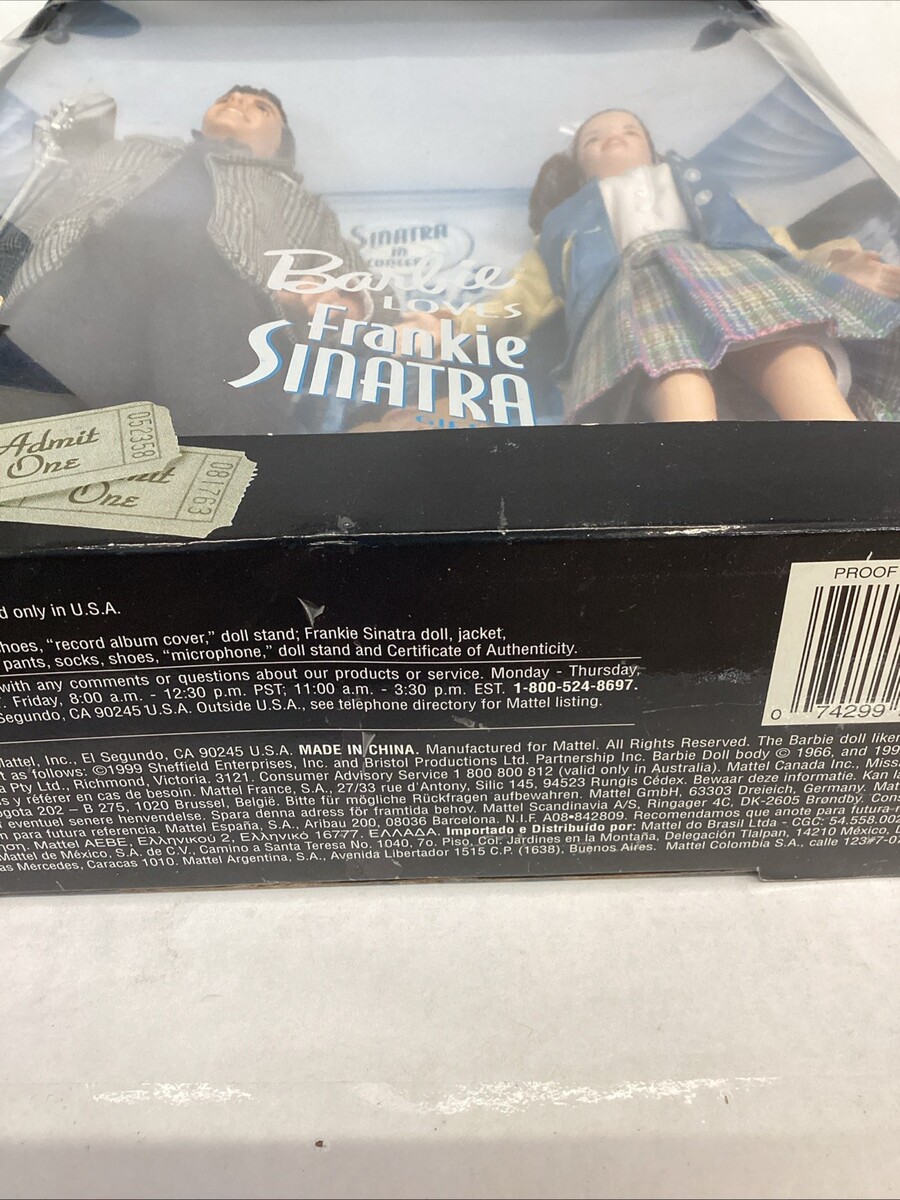 SINATRA
in
CONCERT
Barbie
LOVES
Frankie
SINATRA
Admit
One
052358
One
081763
only in U.S.A.
hoes, “record album cover,” doll stand; Frankie Sinatra doll, jacket,
pants, socks, shoes, “microphone,” doll stand and Certificate of Authenticity.
with any comments or questions about our products or service. Monday - Thursday,
Friday, 8:00 a.m. - 12:30 p.m. PST; 11:00 a.m. - 3:30 p.m. EST. 1-800-524-8697.
Segundo, CA 90245 U.S.A. Outside U.S.A., see telephone directory for Mattel listing.
PROOF
0 74299
Mattel, Inc., El Segundo, CA 90245 U.S.A. MADE IN CHINA. Manufactured for Mattel. All Rights Reserved. The Barbie doll
as follows: ©1999 Sheffield Enterprises, Inc. and Bristol Productions Ltd. Partnership Inc. Barbie Doll body © 1966, and
Pty Ltd., Richmond, Victoria. 3121. Consumer Advisory Service 1 800 800 812 (valid only in Australia). Mattel Canada Inc.,
y référer en cas de besoin. Mattel France, S.A., 27/33 rue d'Antony, Silic 145, 94523 Rungis Cédex. Bewaar deze informatie. Kan
202 – B 275, 1020 Brussel, België. Bitte für mögliche Rückfragen aufbewahren. Mattel GmbH, 63303 Dreieich, Germany.
eventuel senere henvendelse. Spara denna adress för framtida behov. Mattel Scandinavia A/S, Ringager 4C, DK-2605 Brøndby.
para futura referencia. Mattel España, S.A., Aribau 200, 08036 Barcelona. N.I.F. A08•842809. Recomendamos que anote para futura
Mattel AEBE, Ελληνικού 2, Ελληνικό 16777. ΕΛΛΑΔΑ. Importado e Distribuído por: Mattel do Brasil Ltda - CGC: 54.558.002
Mattel de México, S.A. de C.V., Camino a Santa Teresa No. 1040, 7o. Piso, Col. Jardines en la Montaña, Delegación Tlalpan, 14210 México,
Mercedes, Caracas 1010. Mattel Argentina, S.A., Avenida Libertador 1515 C.P. (1638), Buenos Aires. Mattel Colombia S.A., calle 123#7-07